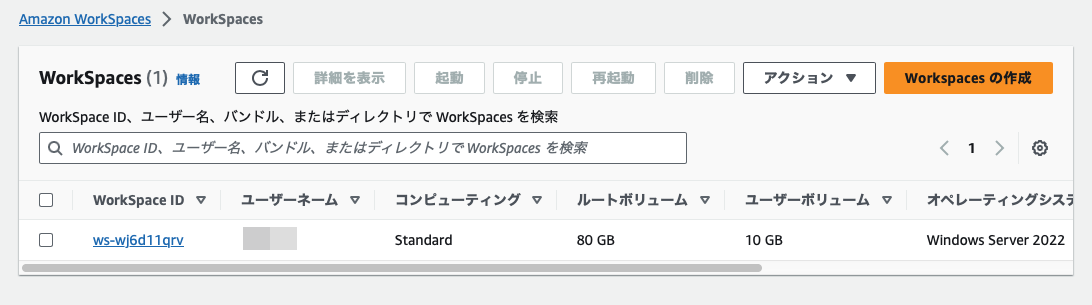 Amazon WorkSpaces > WorkSpaces
WorkSpaces (1) 情報 詳細を表示 起動 停止 再起動 削除 アクション Workspaces の作成
WorkSpace ID、ユーザー名、バンドル、またはディレクトリで WorkSpaces を検索
WorkSpace ID、ユーザー名、バンドル、またはディレクトリで WorkSpaces を検索 1
WorkSpace ID ユーザーネーム コンピューティング ルートボリューム ユーザーボリューム オペレーティングシステ
ws-wj6d11qrv Standard 80 GB 10 GB Windows Server 2022